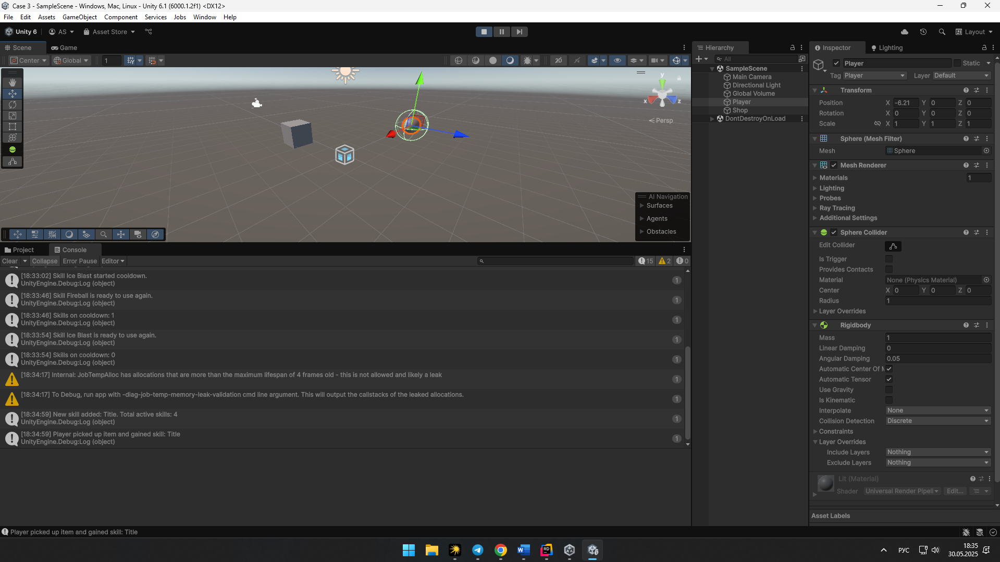 Case 3 - SampleScene - Windows, Mac, Linux - Unity 6.1 (6000.1.2f1) <DX12>
File Edit Assets GameObject Component Services Jobs Window Help
Unity 6 AS Asset Store Layout
Scene Game
Center Global 1 2D
y
x z
Persp
AI Navigation
Surfaces
Agents
Obstacles
Project Console
Clear Collapse Error Pause Editor 15 2 0
[18:33:02] Skill Ice Blast started cooldown.
UnityEngine.Debug:Log (object) 1
[18:33:46] Skill Fireball is ready to use again.
UnityEngine.Debug:Log (object) 1
[18:33:46] Skills on cooldown: 1
UnityEngine.Debug:Log (object) 1
[18:33:54] Skill Ice Blast is ready to use again.
UnityEngine.Debug:Log (object) 1
[18:33:54] Skills on cooldown: 0
UnityEngine.Debug:Log (object) 1
[18:34:17] Internal: JobTempAlloc has allocations that are more than the maximum lifespan of 4 frames old - this is not allowed and likely a leak 1
[18:34:17] To Debug, run app with -diag-job-temp-memory-leak-validation cmd line argument. This will output the callstacks of the leaked allocations. 1
[18:34:59] New skill added: Title. Total active skills: 4
UnityEngine.Debug:Log (object) 1
[18:34:59] Player picked up item and gained skill: Title
UnityEngine.Debug:Log (object) 1
Player picked up item and gained skill: Title
Hierarchy
All
SampleScene
Main Camera
Directional Light
Global Volume
Player
Shop
DontDestroyOnLoad
Inspector Lighting
Player Static
Tag Player Layer Default
Transform
Position X -6.21 Y 0 Z 0
Rotation X 0 Y 0 Z 0
Scale X 1 Y 1 Z 1
Sphere (Mesh Filter)
Mesh Sphere
Mesh Renderer
Materials 1
Lighting
Probes
Ray Tracing
Additional Settings
Sphere Collider
Edit Collider
Is Trigger
Provides Contacts
Material None (Physics Material)
Center X 0 Y 0 Z 0
Radius 1
Layer Overrides
Rigidbody
Mass 1
Linear Damping 0
Angular Damping 0.05
Automatic Center Of M
Automatic Tensor
Use Gravity
Is Kinematic
Interpolate None
Collision Detection Discrete
Constraints
Layer Overrides
Include Layers Nothing
Exclude Layers Nothing
Lit (Material)
Shader Universal Render Pipeli Edit...
Asset Labels
РУС
18:35
30.05.2025